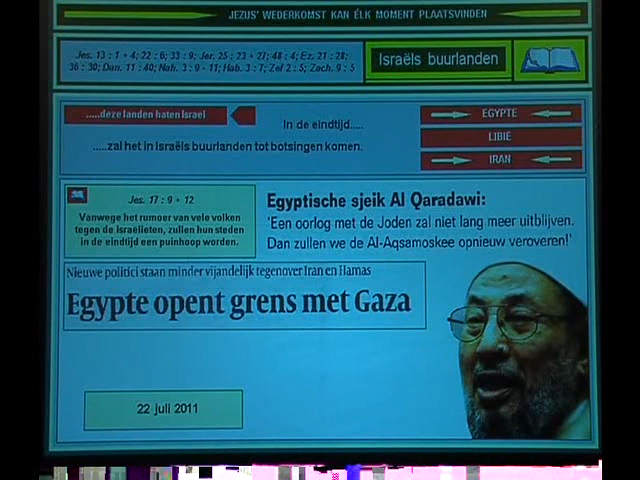 JEZUS' WEDERKOMST KAN ÉLK MOMENT PLAATSVINDEN
Jes. 13 : 1 + 4; 22 : 6; 33 : 9; Jer. 25 : 23 + 27; 48 : 4; Ez. 21 : 28;
36 : 30; Dan. 11 : 40; Nah. 3 : 9 - 11; Hab. 3 : 7; Zef 2 : 5; Zach. 9 : 5
Israëls buurlanden
.....deze landen haten Israel
In de eindtijd.....
.....zal het in Israëls buurlanden tot botsingen komen.
EGYPTE
LIBIË
IRAN
Jes. 17 : 9 + 12
Vanwege het rumoer van vele volken
tegen de Israëlieten, zullen hun steden
in de eindtijd een puinhoop worden.
Egyptische sjeik Al Qaradawi:
'Een oorlog met de Joden zal niet lang meer uitblijven.
Dan zullen we de Al-Aqsamoskee opnieuw veroveren!'
Nieuwe politici staan minder vijandelijk tegenover Iran en Hamas
Egypte opent grens met Gaza
22 juli 2011